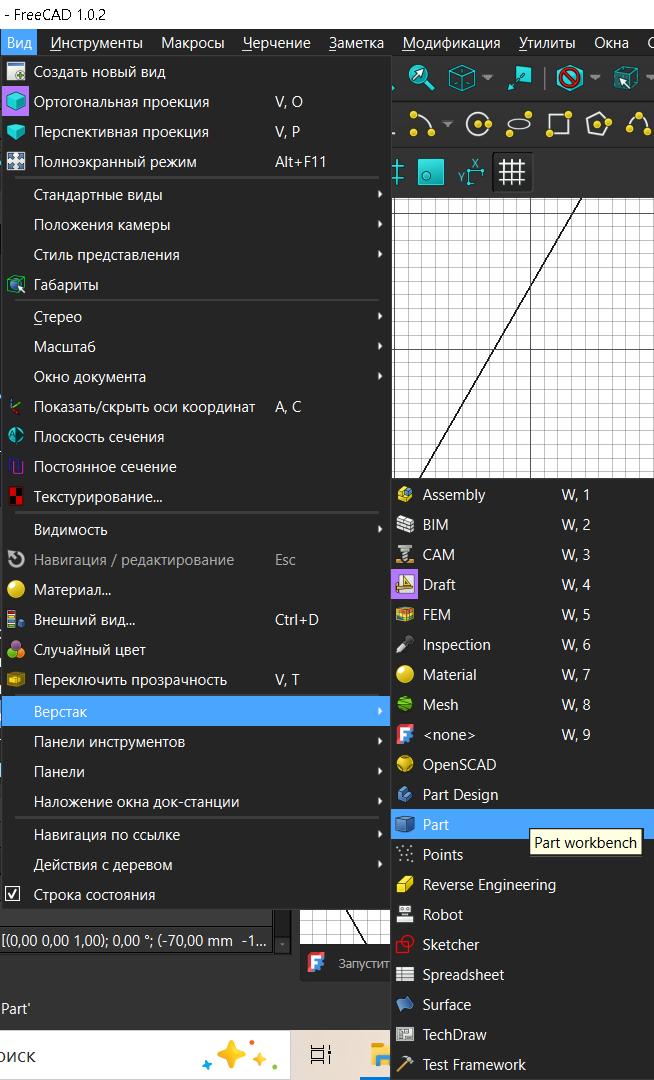 - FreeCAD 1.0.2
Вид Инструменты Макросы Черчение Заметка Модификация Утилиты Окна
Создать новый вид
Ортогональная проекция V, O
Перспективная проекция V, P
Полноэкранный режим Alt+F11
Стандартные виды
Положения камеры
Стиль представления
Габариты
Стерео
Масштаб
Окно документа
Показать/скрыть оси координат A, C
Плоскость сечения
Постоянное сечение
Текстурирование...
Видимость
Навигация / редактирование Esc
Материал...
Внешний вид... Ctrl+D
Случайный цвет
Переключить прозрачность V, T
Верстак
Панели инструментов
Панели
Наложение окна док-станции
Навигация по ссылке
Действия с деревом
Строка состояния
X
Y
Assembly W, 1
BIM W, 2
CAM W, 3
Draft W, 4
FEM W, 5
Inspection W, 6
Material W, 7
Mesh W, 8
<none> W, 9
OpenSCAD
Part Design
Part
Part workbench
Points
Reverse Engineering
Robot
Sketcher
Spreadsheet
Surface
TechDraw
Test Framework
[(0,00 0,00 1,00); 0,00 °; (-70,00 mm -1...
Запустит
Part'
оиск